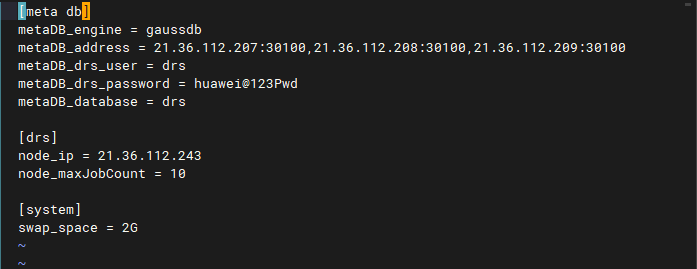 [meta db]
metaDB_engine = gaussdb
metaDB_address = 21.36.112.207:30100,21.36.112.208:30100,21.36.112.209:30100
metaDB_drs_user = drs
metaDB_drs_password = huawei@123Pwd
metaDB_database = drs

[drs]
node_ip = 21.36.112.243
node_maxJobCount = 10

[system]
swap_space = 2G
~
~